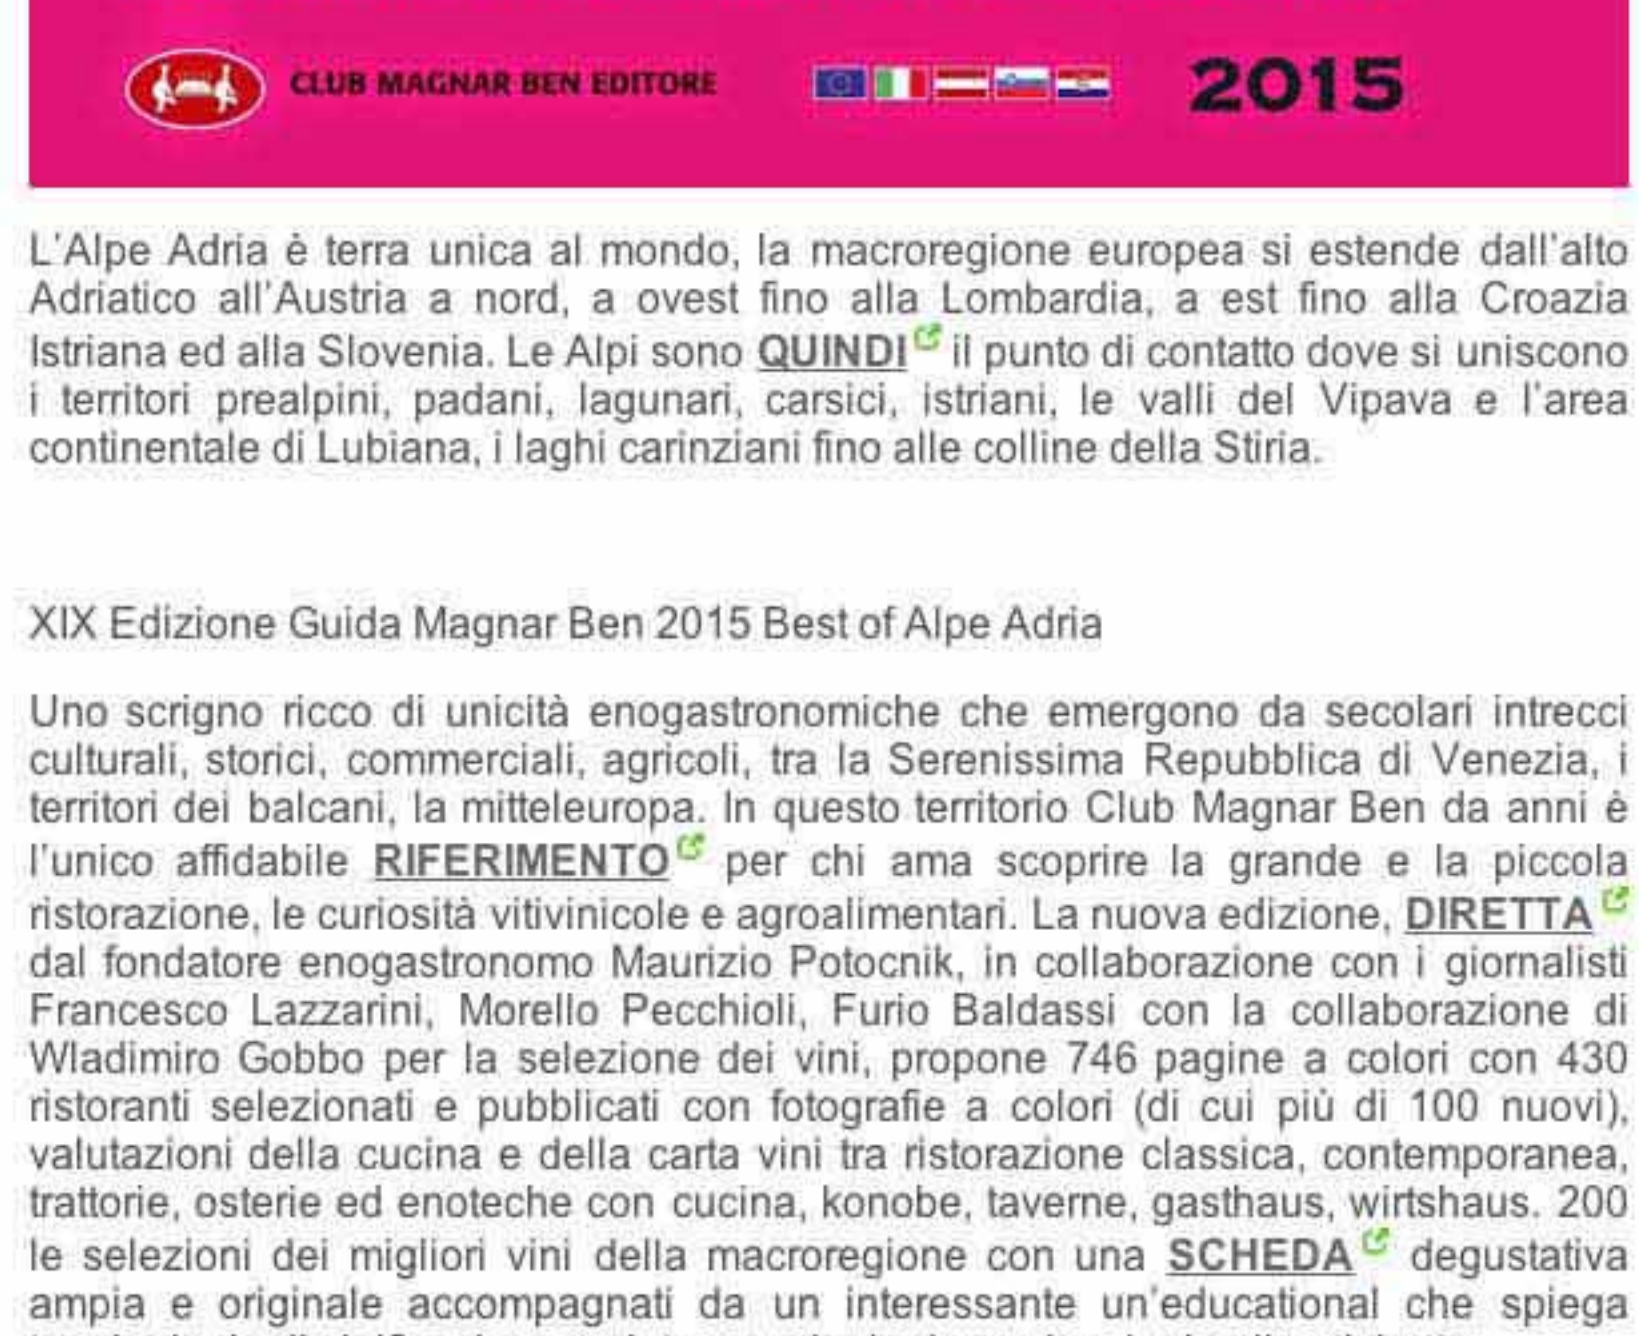 CLUB MAGNAR BEN EDITORE 2015
L'Alpe Adria è terra unica al mondo, la macroregione europea si estende dall'alto
Adriatico all'Austria a nord, a ovest fino alla Lombardia, a est fino alla Croazia
Istriana ed alla Slovenia. Le Alpi sono QUINDI il punto di contatto dove si uniscono
i territori prealpini, padani, lagunari, carsici, istriani, le valli del Vipava e l'area
continentale di Lubiana, i laghi carinziani fino alle colline della Stiria.
XIX Edizione Guida Magnar Ben 2015 Best of Alpe Adria
Uno scrigno ricco di unicità enogastronomiche che emergono da secolari intrecci
culturali, storici, commerciali, agricoli, tra la Serenissima Repubblica di Venezia, i
territori dei balcani, la mitteleuropa. In questo territorio Club Magnar Ben da anni è
l'unico affidabile RIFERIMENTO per chi ama scoprire la grande e la piccola
ristorazione, le curiosità vitivinicole e agroalimentari. La nuova edizione, DIRETTA
dal fondatore enogastronomo Maurizio Potocnik, in collaborazione con i giornalisti
Francesco Lazzarini, Morello Pecchioli, Furio Baldassi con la collaborazione di
Wladimiro Gobbo per la selezione dei vini, propone 746 pagine a colori con 430
ristoranti selezionati e pubblicati con fotografie a colori (di cui più di 100 nuovi),
valutazioni della cucina e della carta vini tra ristorazione classica, contemporanea,
trattorie, osterie ed enoteche con cucina, konobe, taverne, gasthaus, wirtshaus. 200
le selezioni dei migliori vini della macroregione con una SCHEDA degustativa
ampia e originale accompagnati da un interessante un'educational che spiega